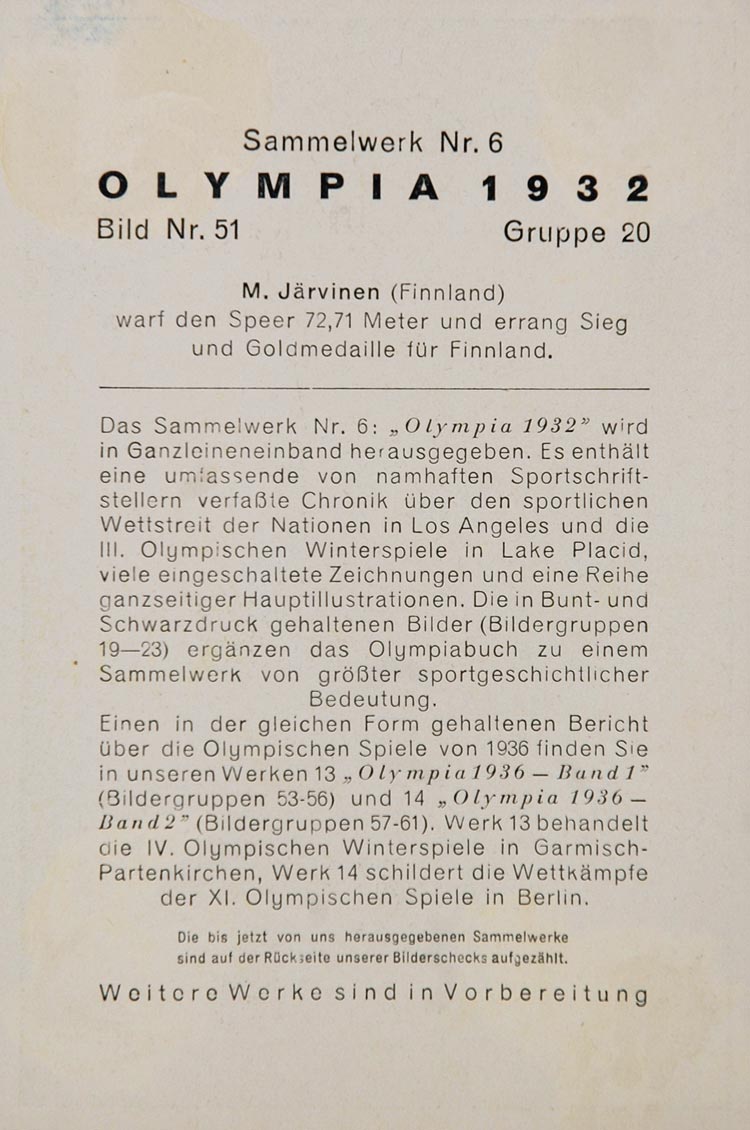 Sammelwerk Nr. 6
OLYMPIA 1932
Bild Nr. 51 Gruppe 20
M. Järvinen (Finnland)
warf den Speer 72,71 Meter und errang Sieg
und Goldmedaille für Finnland.
Das Sammelwerk Nr. 6: „Olympia 1932” wird
in Ganzleineneinband herausgegeben. Es enthält
eine umfassende von namhaften Sportschrift-
stellern verfaßte Chronik über den sportlichen
Wettstreit der Nationen in Los Angeles und die
III. Olympischen Winterspiele in Lake Placid,
viele eingeschaltete Zeichnungen und eine Reihe
ganzseitiger Hauptillustrationen. Die in Bunt- und
Schwarzdruck gehaltenen Bilder (Bildergruppen
19—23) ergänzen das Olympiabuch zu einem
Sammelwerk von größter sportgeschichtlicher
Bedeutung.
Einen in der gleichen Form gehaltenen Bericht
über die Olympischen Spiele von 1936 finden Sie
in unseren Werken 13 „Olympia 1936 — Band 1”
(Bildergruppen 53-56) und 14 „Olympia 1936 —
Band 2” (Bildergruppen 57-61). Werk 13 behandelt
die IV. Olympischen Winterspiele in Garmisch-
Partenkirchen, Werk 14 schildert die Wettkämpfe
der XI. Olympischen Spiele in Berlin.
Die bis jetzt von uns herausgegebenen Sammelwerke
sind auf der Rückseite unserer Bilderschecks aufgezählt.
Weitere Werke sind in Vorbereitung